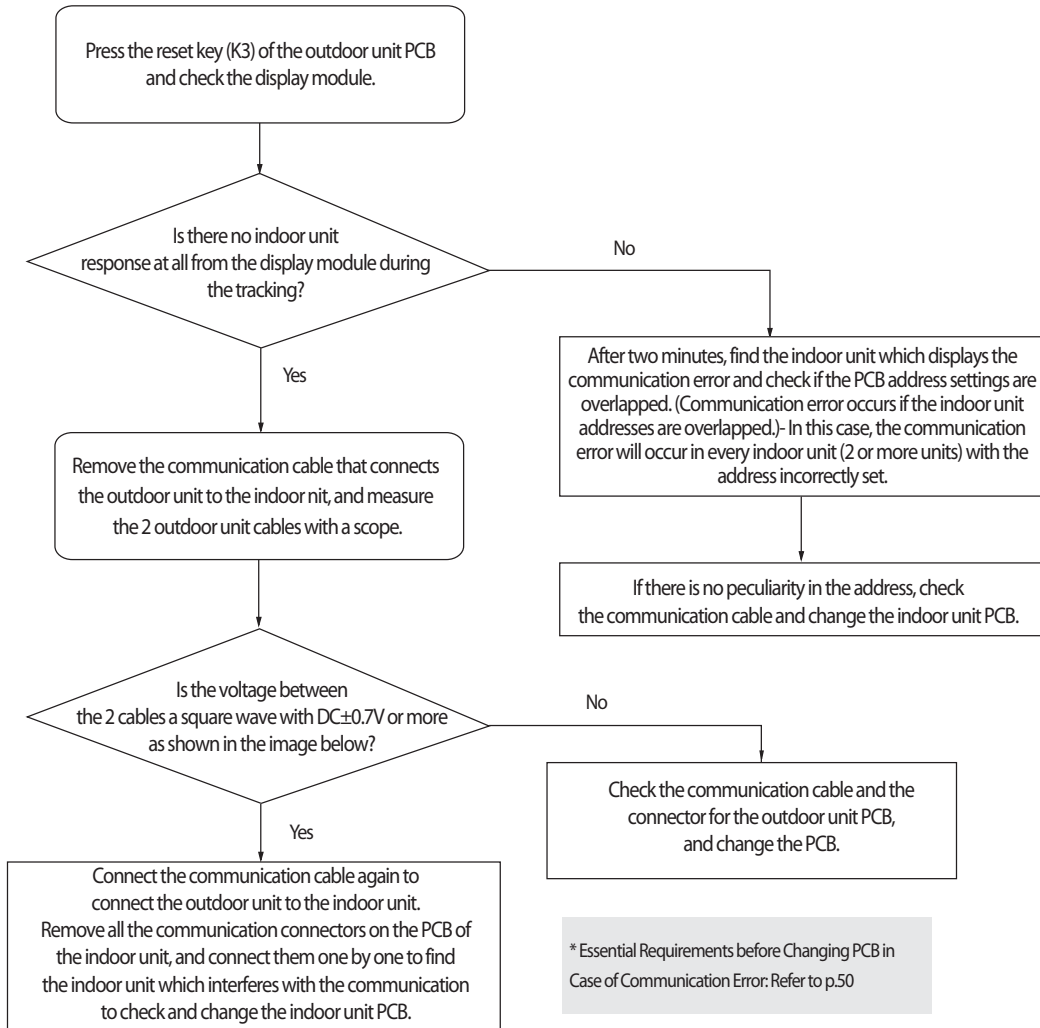 Press the reset key (K3) of the outdoor unit PCB
and check the display module.
Is there no indoor unit
response at all from the display module during
the tracking?
No
Yes
After two minutes, find the indoor unit which displays the
communication error and check if the PCB address settings are
overlapped. (Communication error occurs if the indoor unit
addresses are overlapped.)- In this case, the communication
error will occur in every indoor unit (2 or more units) with the
address incorrectly set.
Remove the communication cable that connects
the outdoor unit to the indoor nit, and measure
the 2 outdoor unit cables with a scope.
If there is no peculiarity in the address, check
the communication cable and change the indoor unit PCB.
Is the voltage between
the 2 cables a square wave with DC±0.7V or more
as shown in the image below?
No
Yes
Check the communication cable and the
connector for the outdoor unit PCB,
and change the PCB.
Connect the communication cable again to
connect the outdoor unit to the indoor unit.
Remove all the communication connectors on the PCB of
the indoor unit, and connect them one by one to find
the indoor unit which interferes with the communication
to check and change the indoor unit PCB.
* Essential Requirements before Changing PCB in
Case of Communication Error: Refer to p.50